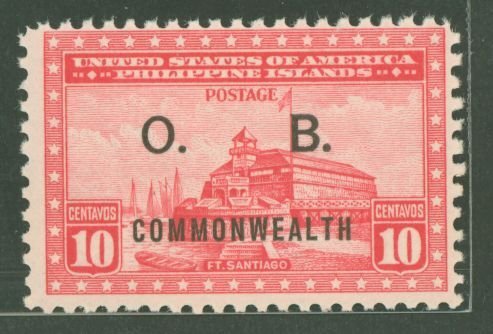 UNITED STATES OF AMERICA
PHILIPPINE ISLANDS
POSTAGE
O. B.
CENTAVOS CENTAVOS
10 COMMONWEALTH 10
FT. SANTIAGO